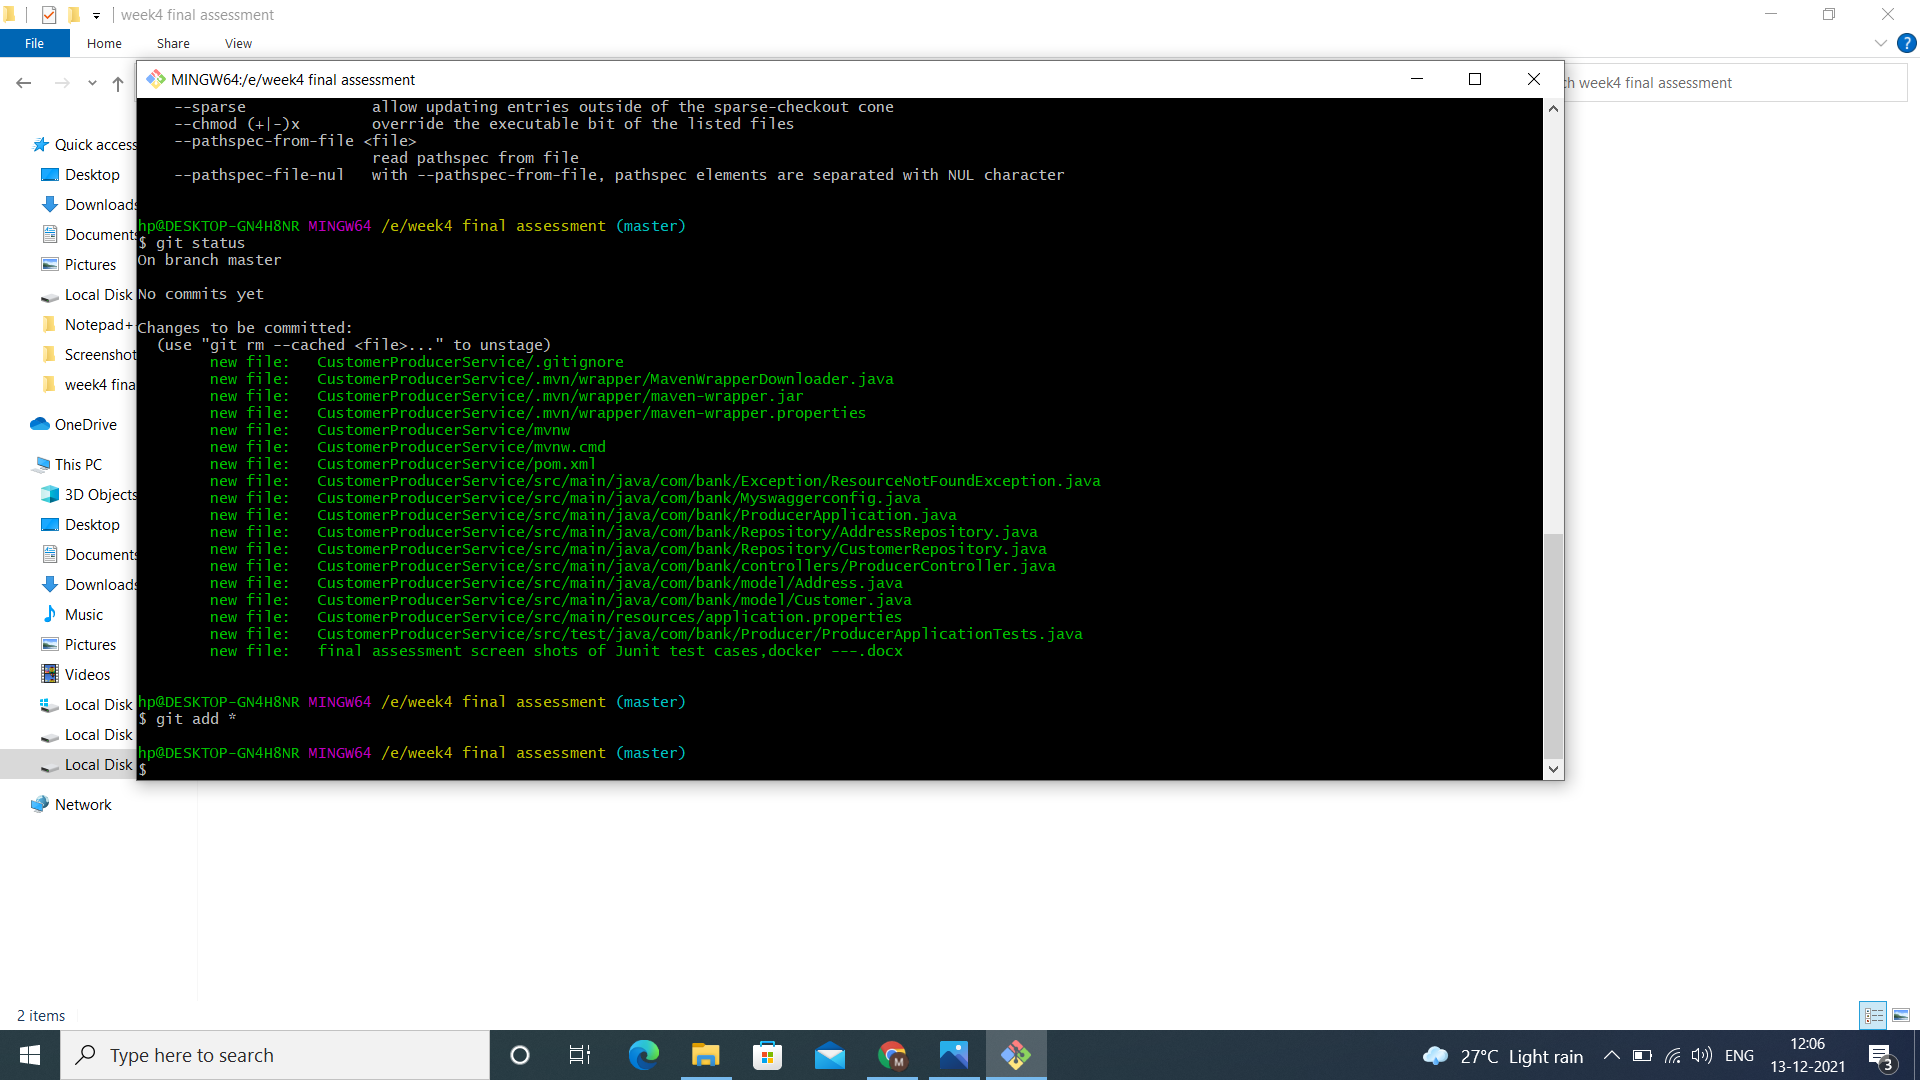 week4 final assessment
File Home Share View
MINGW64:/e/week4 final assessment
ch week4 final assessment
Quick access
Desktop
Downloads
Documents
Pictures
Local Disk
Notepad+
Screenshot
week4 fina
OneDrive
This PC
3D Objects
Desktop
Documents
Downloads
Music
Pictures
Videos
Local Disk
Local Disk
Local Disk
Network
--sparse allow updating entries outside of the sparse-checkout cone
--chmod (+|-)x override the executable bit of the listed files
--pathspec-from-file <file>
read pathspec from file
--pathspec-file-nul with --pathspec-from-file, pathspec elements are separated with NUL character
hp@DESKTOP-GN4H8NR MINGW64 /e/week4 final assessment (master)
$ git status
On branch master
No commits yet
Changes to be committed:
(use "git rm --cached <file>..." to unstage)
new file: CustomerProducerService/.gitignore
new file: CustomerProducerService/.mvn/wrapper/MavenWrapperDownloader.java
new file: CustomerProducerService/.mvn/wrapper/maven-wrapper.jar
new file: CustomerProducerService/.mvn/wrapper/maven-wrapper.properties
new file: CustomerProducerService/mvnw
new file: CustomerProducerService/mvnw.cmd
new file: CustomerProducerService/pom.xml
new file: CustomerProducerService/src/main/java/com/bank/Exception/ResourceNotFoundException.java
new file: CustomerProducerService/src/main/java/com/bank/Myswaggerconfig.java
new file: CustomerProducerService/src/main/java/com/bank/ProducerApplication.java
new file: CustomerProducerService/src/main/java/com/bank/Repository/AddressRepository.java
new file: CustomerProducerService/src/main/java/com/bank/Repository/CustomerRepository.java
new file: CustomerProducerService/src/main/java/com/bank/controllers/ProducerController.java
new file: CustomerProducerService/src/main/java/com/bank/model/Address.java
new file: CustomerProducerService/src/main/java/com/bank/model/Customer.java
new file: CustomerProducerService/src/main/resources/application.properties
new file: CustomerProducerService/src/test/java/com/bank/Producer/ProducerApplicationTests.java
new file: final assessment screen shots of Junit test cases,docker ---.docx
hp@DESKTOP-GN4H8NR MINGW64 /e/week4 final assessment (master)
$ git add *
hp@DESKTOP-GN4H8NR MINGW64 /e/week4 final assessment (master)
$
2 items
Type here to search
M
27°C Light rain
ENG
12:06
13-12-2021
3